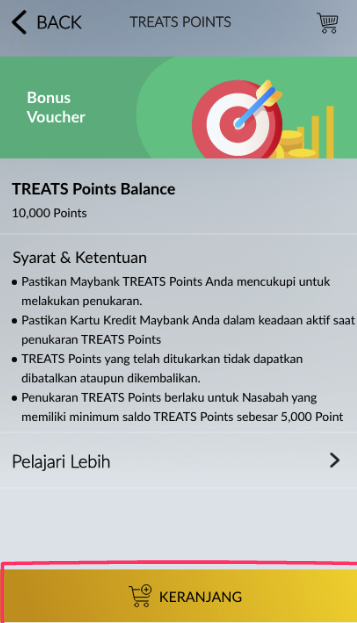 BACK TREATS POINTS
Bonus
Voucher
TREATS Points Balance
10,000 Points
Syarat & Ketentuan
• Pastikan Maybank TREATS Points Anda mencukupi untuk
melakukan penukaran.
• Pastikan Kartu Kredit Maybank Anda dalam keadaan aktif saat
penukaran TREATS Points
• TREATS Points yang telah ditukarkan tidak dapatkan
dibatalkan ataupun dikembalikan.
• Penukaran TREATS Points berlaku untuk Nasabah yang
memiliki minimum saldo TREATS Points sebesar 5,000 Point
Pelajari Lebih
KERANJANG